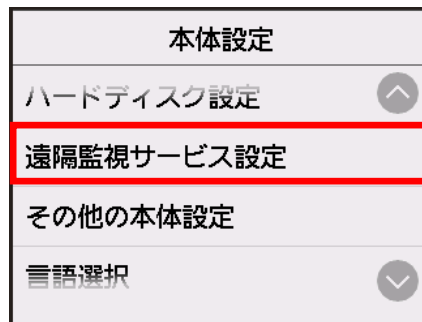 本体設定
ハードディスク設定
遠隔監視サービス設定
その他の本体設定
言語選択